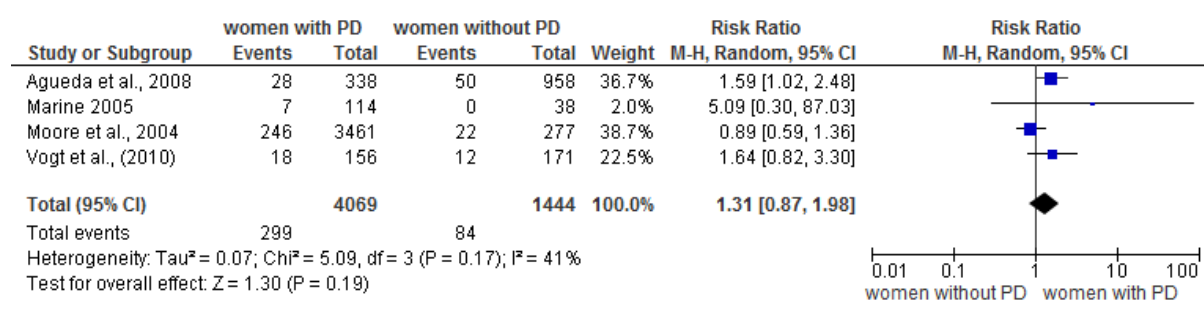 women with PD women without PD Risk Ratio Risk Ratio
Study or Subgroup Events Total Events Total Weight M-H, Random, 95% CI M-H, Random, 95% CI
Agueda et al., 2008 28 338 50 958 36.7% 1.59 [1.02, 2.48]
Marine 2005 7 114 0 38 2.0% 5.09 [0.30, 87.03]
Moore et al., 2004 246 3461 22 277 38.7% 0.89 [0.59, 1.36]
Vogt et al., (2010) 18 156 12 171 22.5% 1.64 [0.82, 3.30]
Total (95% CI) 4069 1444 100.0% 1.31 [0.87, 1.98]
Total events 299 84
Heterogeneity: Tau² = 0.07; Chi² = 5.09, df = 3 (P = 0.17); I² = 41%
Test for overall effect: Z = 1.30 (P = 0.19)
0.01 0.1 1 10 100
women without PD women with PD